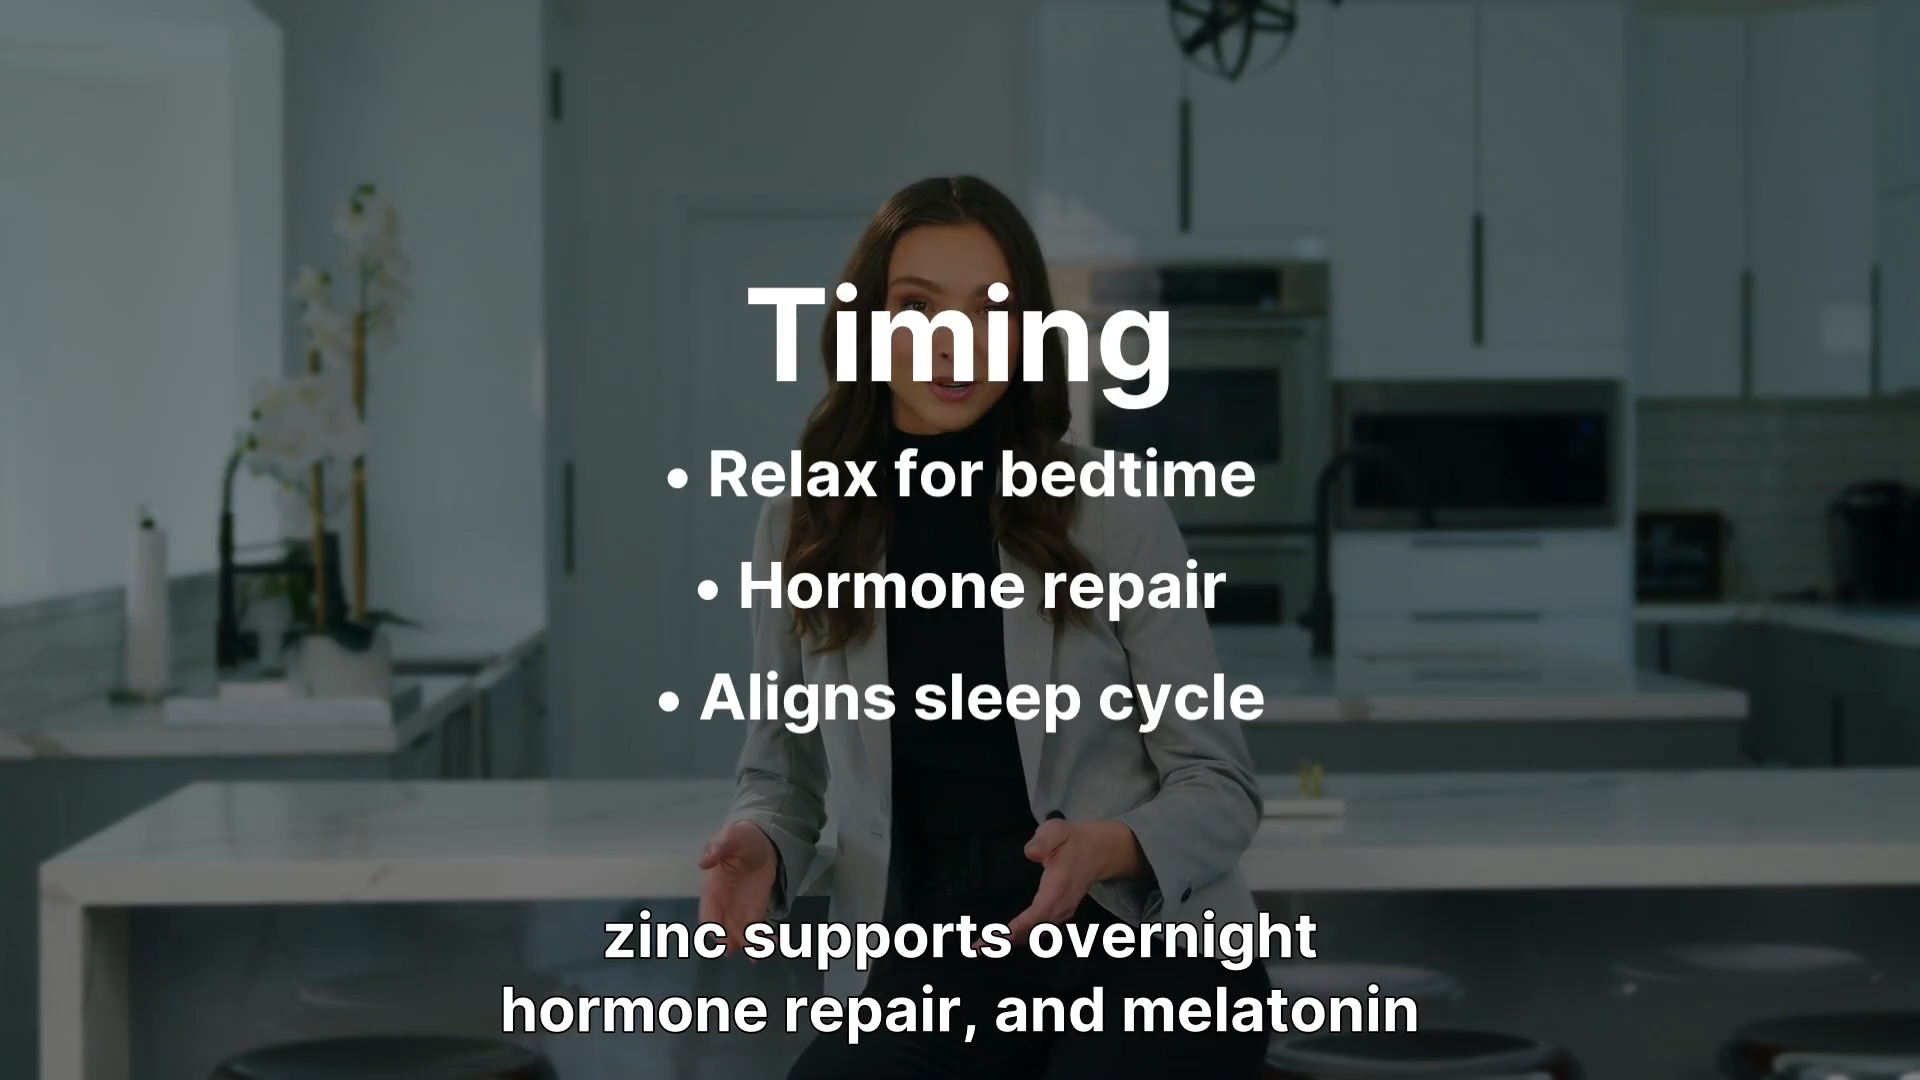 Timing
• Relax for bedtime
• Hormone repair
• Aligns sleep cycle
zinc supports overnight
hormone repair, and melatonin